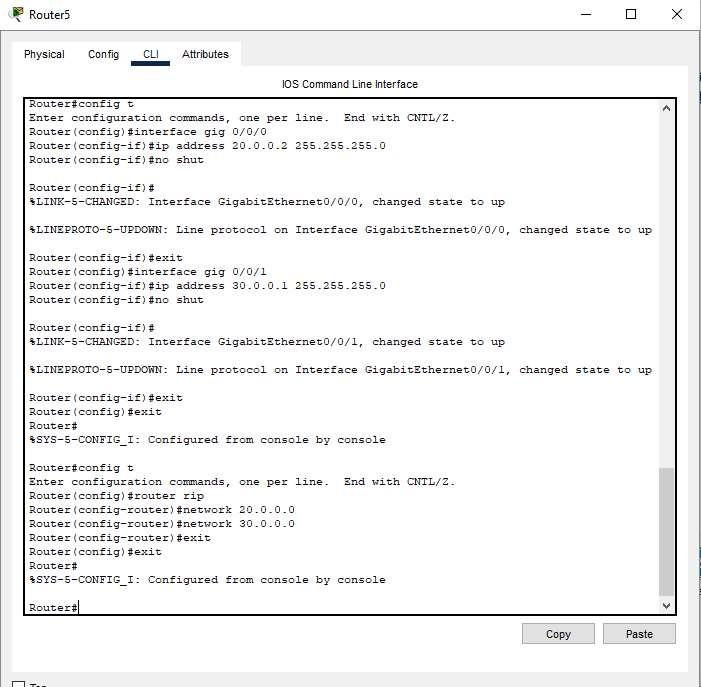 Router5
Physical Config CLI Attributes
IOS Command Line Interface
Router#config t
Enter configuration commands, one per line.  End with CNTL/Z.
Router(config)#interface gig 0/0/0
Router(config-if)#ip address 20.0.0.2 255.255.255.0
Router(config-if)#no shut
Router(config-if)#
%LINK-5-CHANGED: Interface GigabitEthernet0/0/0, changed state to up
%LINEPROTO-5-UPDOWN: Line protocol on Interface GigabitEthernet0/0/0, changed state to up
Router(config-if)#exit
Router(config)#interface gig 0/0/1
Router(config-if)#ip address 30.0.0.1 255.255.255.0
Router(config-if)#no shut
Router(config-if)#
%LINK-5-CHANGED: Interface GigabitEthernet0/0/1, changed state to up
%LINEPROTO-5-UPDOWN: Line protocol on Interface GigabitEthernet0/0/1, changed state to up
Router(config-if)#exit
Router(config)#exit
Router#
%SYS-5-CONFIG_I: Configured from console by console
Router#config t
Enter configuration commands, one per line.  End with CNTL/Z.
Router(config)#router rip
Router(config-router)#network 20.0.0.0
Router(config-router)#network 30.0.0.0
Router(config-router)#exit
Router(config)#exit
Router#
%SYS-5-CONFIG_I: Configured from console by console
Router#
Copy Paste